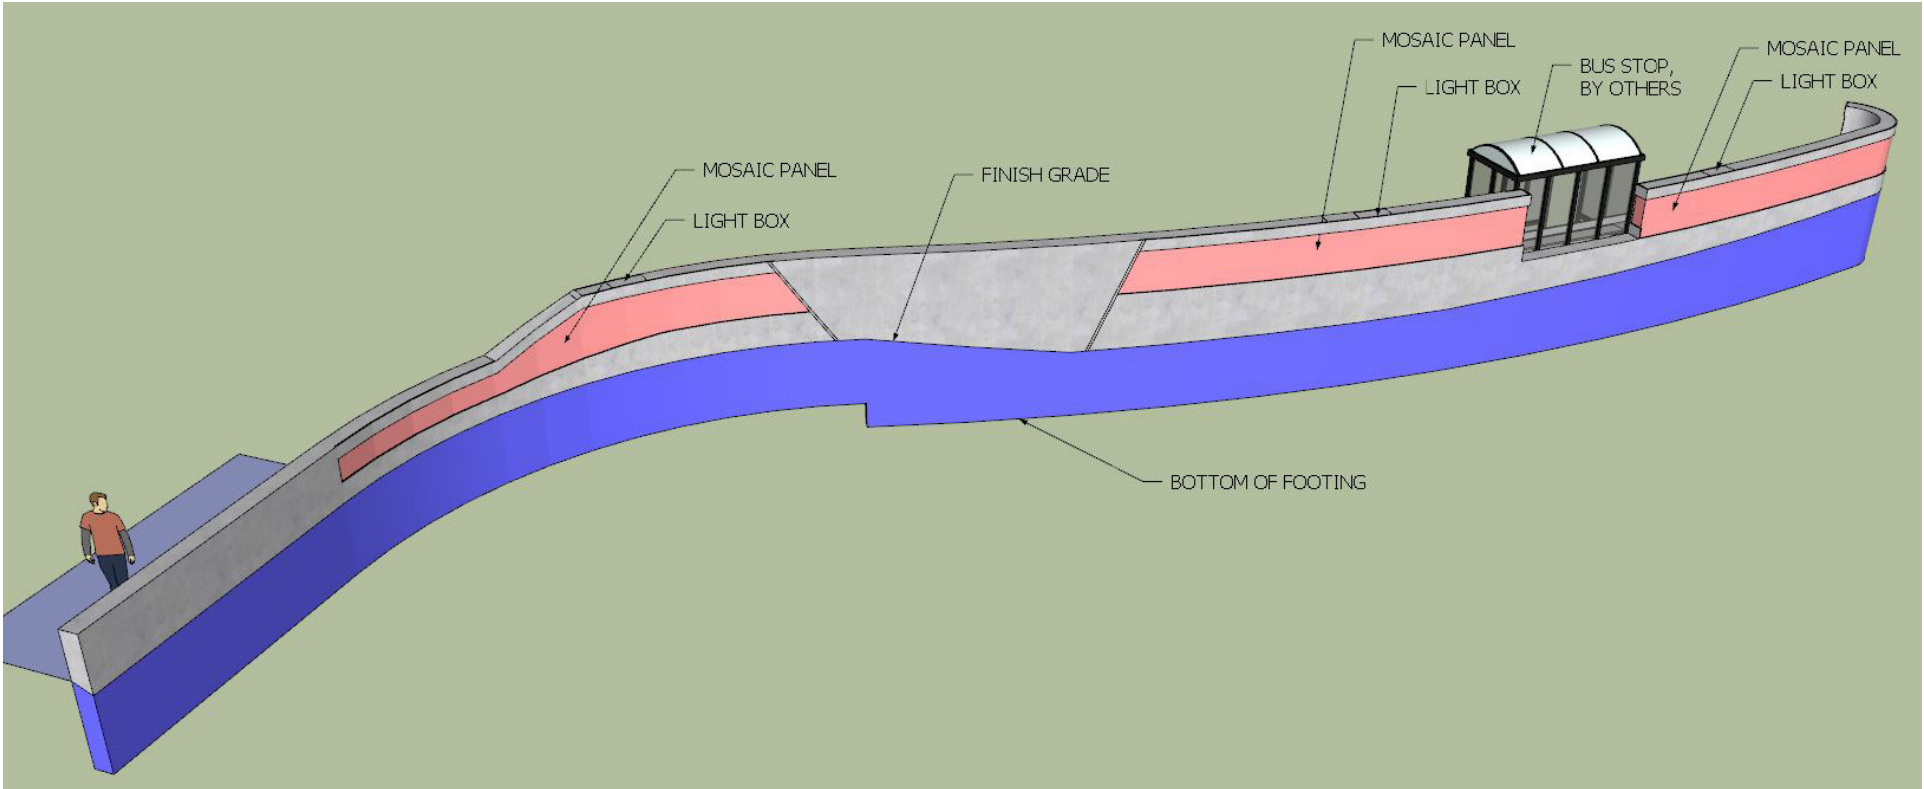 MOSAIC PANEL
LIGHT BOX
BUS STOP,
BY OTHERS
MOSAIC PANEL
LIGHT BOX
MOSAIC PANEL
LIGHT BOX
FINISH GRADE
BOTTOM OF FOOTING